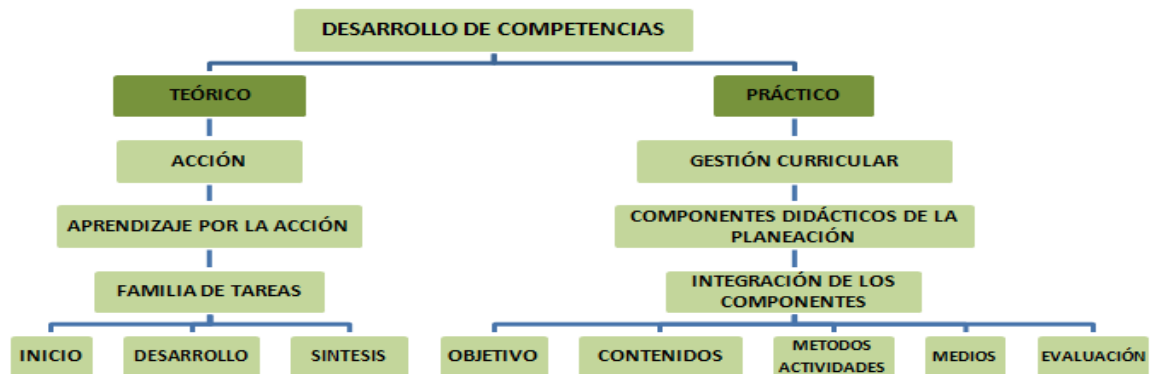 DESARROLLO DE COMPETENCIAS
TEÓRICO
PRÁCTICO
ACCIÓN
GESTIÓN CURRICULAR
APRENDIZAJE POR LA ACCIÓN
COMPONENTES DIDÁCTICOS DE LA
PLANEACIÓN
FAMILIA DE TAREAS
INTEGRACIÓN DE LOS
COMPONENTES
INICIO
DESARROLLO
SINTESIS
OBJETIVO
CONTENIDOS
METODOS
ACTIVIDADES
MEDIOS
EVALUACIÓN